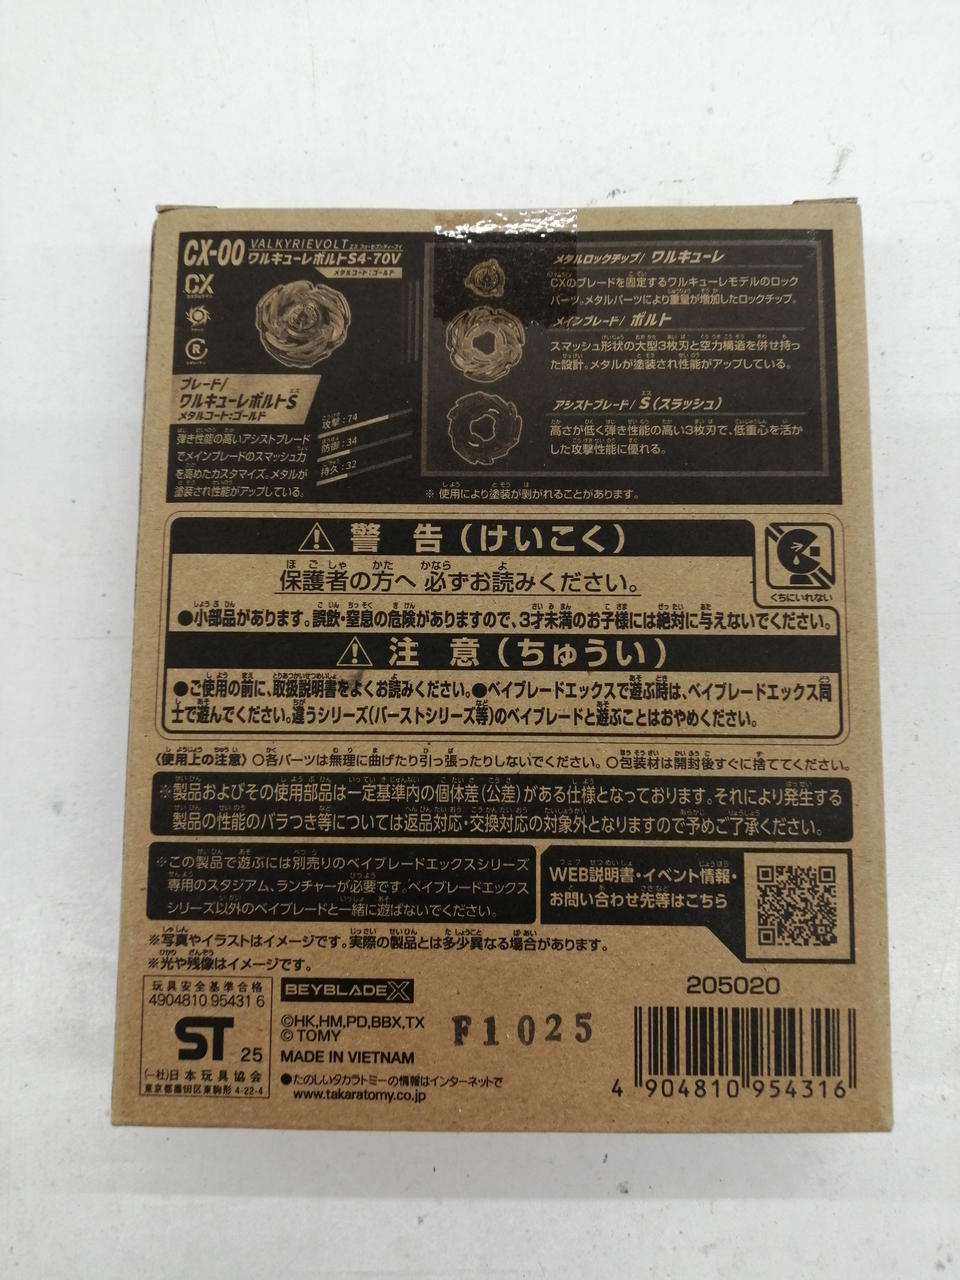 CX-00 VALKYRIEVOLT
ワルキューレボルトS4-70V
メタルコート:ゴールド
CX
R
ブレード/
ワルキューレボルトS
メタルコート:ゴールド
弾き性能の高いアシストブレード
でメインブレードのスマッシュ力
を高めたカスタマイズ。メタルが
塗装され性能がアップしている。
攻撃:74
防御:34
持久:32
メタルロックチップ/ ワルキューレ
CXのブレードを固定するワルキューレモデルのロック
パーツ。メタルパーツにより重量が増加したロックチップ。
メインブレード/ ボルト
スマッシュ形状の大型3枚刃と空力構造を併せ持っ
た設計。メタルが塗装され性能がアップしている。
アシストブレード/ S(スラッシュ)
高さが低く弾き性能の高い3枚刃で、低重心を活か
した攻撃性能に優れる。
※ 使用により塗装が剥がれることがあります。
警 告(けいこく)
保護者の方へ 必ずお読みください。
くちにいれない
●小部品があります。誤飲・窒息の危険がありますので、3才未満のお子様には絶対に与えないでください。
注 意(ちゅうい)
●ご使用の前に、取扱説明書をよくお読みください。●ベイブレードエックスで遊ぶ時は、ベイブレードエックス同
士で遊んでください。違うシリーズ(バーストシリーズ等)のベイブレードと遊ぶことはおやめください。
〈使用上の注意〉○各パーツは無理に曲げたり引っ張ったりしないでください。○包装材は開封後すぐに捨ててください。
※製品およびその使用部品は一定基準内の個体差(公差)がある仕様となっております。それにより発生する
製品の性能のバラつき等については返品対応・交換対応の対象外となりますので予めご了承ください。
※この製品で遊ぶには別売りのベイブレードエックスシリーズ
専用のスタジアム、ランチャーが必要です。ベイブレードエックス
シリーズ以外のベイブレードと一緒に遊ばないでください。
WEB説明書・イベント情報・
お問い合わせ先等はこちら
※写真やイラストはイメージです。実際の製品とは多少異なる場合があります。
※光や残像はイメージです。
玩具安全基準合格
4904810 95431 6
ST 25
(一社)日本玩具協会
東京都墨田区東駒形 4-22-4
BEYBLADE X
©HK,HM,PD,BBX,TX
© TOMY
MADE IN VIETNAM
●たのしいタカラトミーの情報はインターネットで
www.takaratomy.co.jp
F1025
205020
4 904810 954316